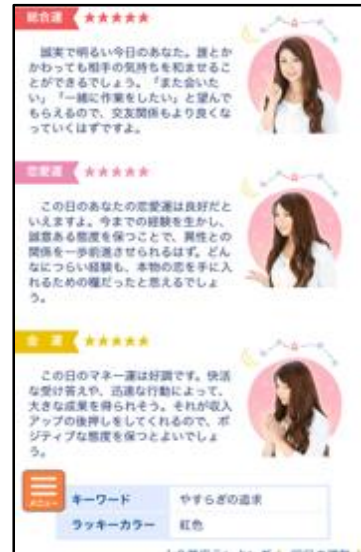 総合運 ★★★★★
誠実で明るい今日のあなた。誰とか
かわっても相手の気持ちを和ませるこ
とができるでしょう。「また会いた
い」「一緒に作業をしたい」と望んで
もらえるので、交友関係もより良くな
っていくはずですよ。
恋愛運 ★★★★★
この日のあなたの恋愛運は良好だと
いえますよ。今までの経験を生かし、
誠意ある態度を保つことで、異性との
関係を一歩前進させられるはず。どん
なにつらい経験も、本物の恋を手に入
れるための糧だったと思えるでしょ
う。
金運 ★★★★★
この日のマネー運は好調です。快活
な受け答えや、迅速な行動によって、
大きな成果を得られそう。それが収入
アップの後押しをしてくれるので、ポ
ジティブな態度を保つとよいでしょ
う。
メニュー
キーワード やすらぎの追求
ラッキーカラー 紅色